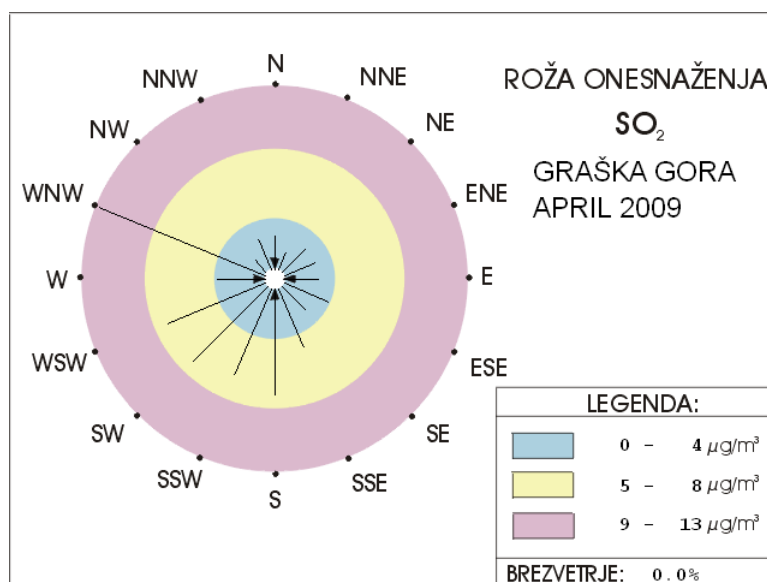 N
NNE
NE
ENE
E
ESE
SE
SSE
S
SSW
SW
WSW
W
WNW
NW
NNW
ROŽA ONESNAŽENJA
SO₂
GRAŠKA GORA
APRIL 2009
LEGENDA:
0 - 4 µg/m³
5 - 8 µg/m³
9 - 13 µg/m³
BREZVETRJE: 0.0%